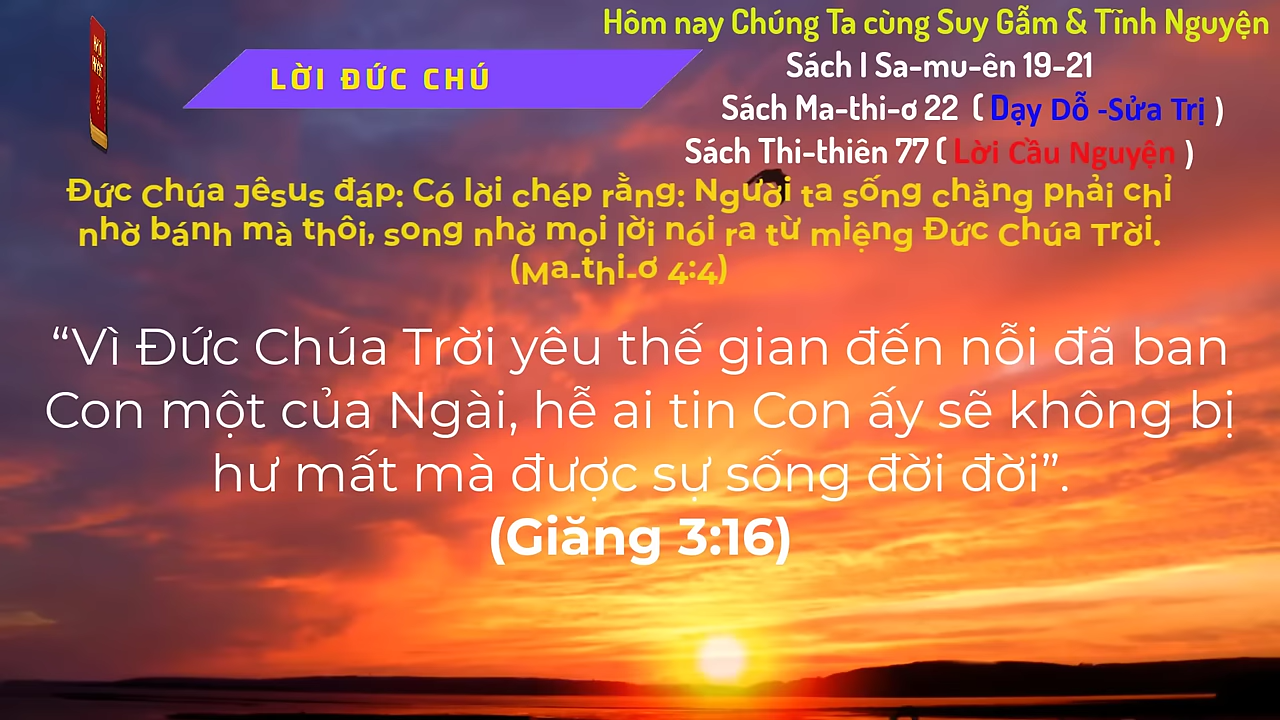 Hôm nay Chúng Ta cùng Suy Gẫm & Tĩnh Nguyện
LỜI ĐỨC CHÚ
Sách I Sa-mu-ên 19-21
Sách Ma-thi-ơ 22 ( Dạy Dỗ -Sửa Trị )
Sách Thi-thiên 77 ( Lời Cầu Nguyện )
Đức Chúa Jêsus đáp: Có lời chép rằng: Người ta sống chẳng phải chỉ
nhờ bánh mà thôi, song nhờ mọi lời nói ra từ miệng Đức Chúa Trời.
(Ma-thi-ơ 4:4)
“Vì Đức Chúa Trời yêu thế gian đến nỗi đã ban
Con một của Ngài, hễ ai tin Con ấy sẽ không bị
hư mất mà được sự sống đời đời”.
(Giăng 3:16)